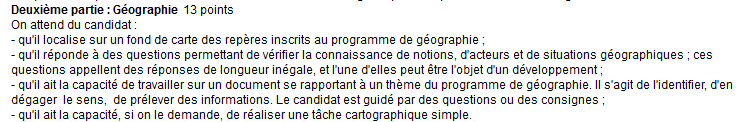 Deuxième partie : Géographie 13 points
On attend du candidat :
- qu'il localise sur un fond de carte des repères inscrits au programme de géographie ;
- qu'il réponde à des questions permettant de vérifier la connaissance de notions, d'acteurs et de situations géographiques ; ces
questions appellent des réponses de longueur inégale, et l'une d'elles peut être l'objet d'un développement ;
- qu'il ait la capacité de travailler sur un document se rapportant à un thème du programme de géographie. Il s'agit de l'identifier, d'en
dégager le sens, de prélever des informations. Le candidat est guidé par des questions ou des consignes ;
- qu'il ait la capacité, si on le demande, de réaliser une tâche cartographique simple.